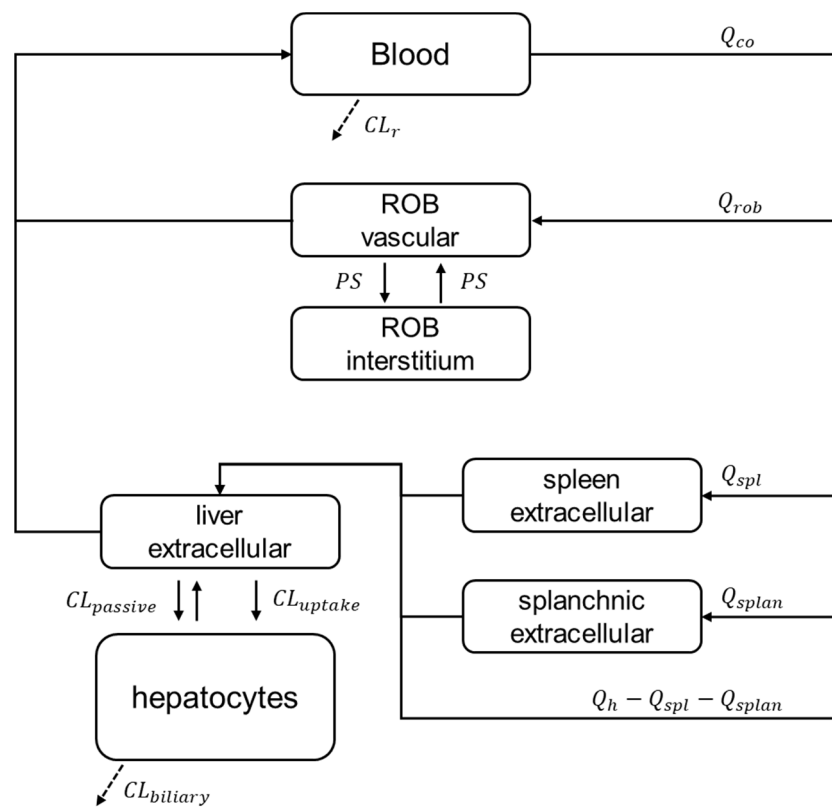 Blood
Q_co
CL_r
ROB
vascular
Q_rob
PS
PS
ROB
interstitium
spleen
extracellular
Q_spl
liver
extracellular
CL_passive
CL_uptake
splanchnic
extracellular
Q_splan
hepatocytes
Q_h − Q_spl − Q_splan
CL_biliary